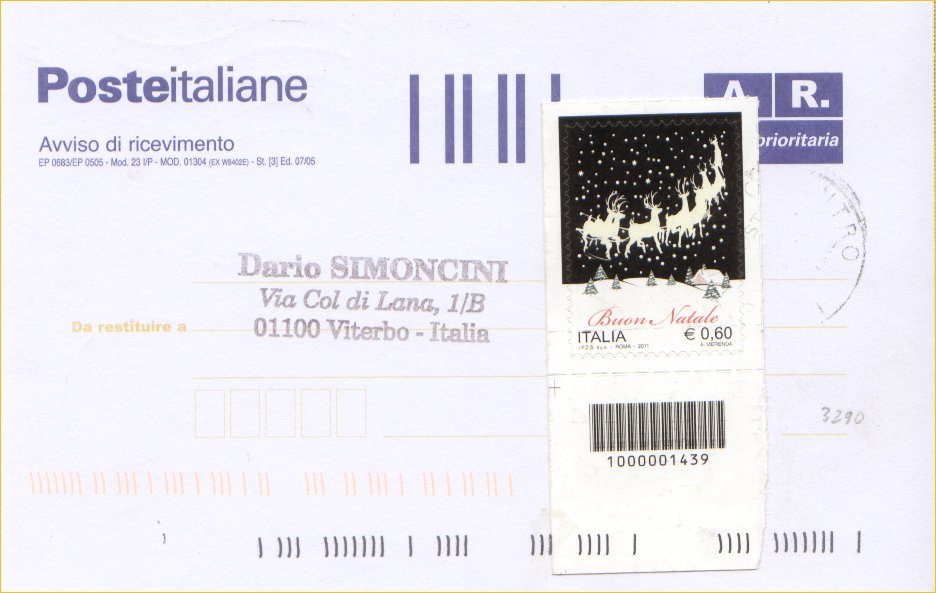 Posteitaliane
Avviso di ricevimento
EP 0683/EP 0505 - Mod. 23 I/P - MOD. 01304 (EX W8402E) - St. [3] Ed. 07/05
A R.
prioritaria
Dario SIMONCINI
Via Col di Lana, 1/B
01100 Viterbo - Italia
Da restituire a
Buon Natale
ITALIA € 0,60
I.P.Z.S. S.p.A. - ROMA - 2011 A. MERENDA
1000001439
3290